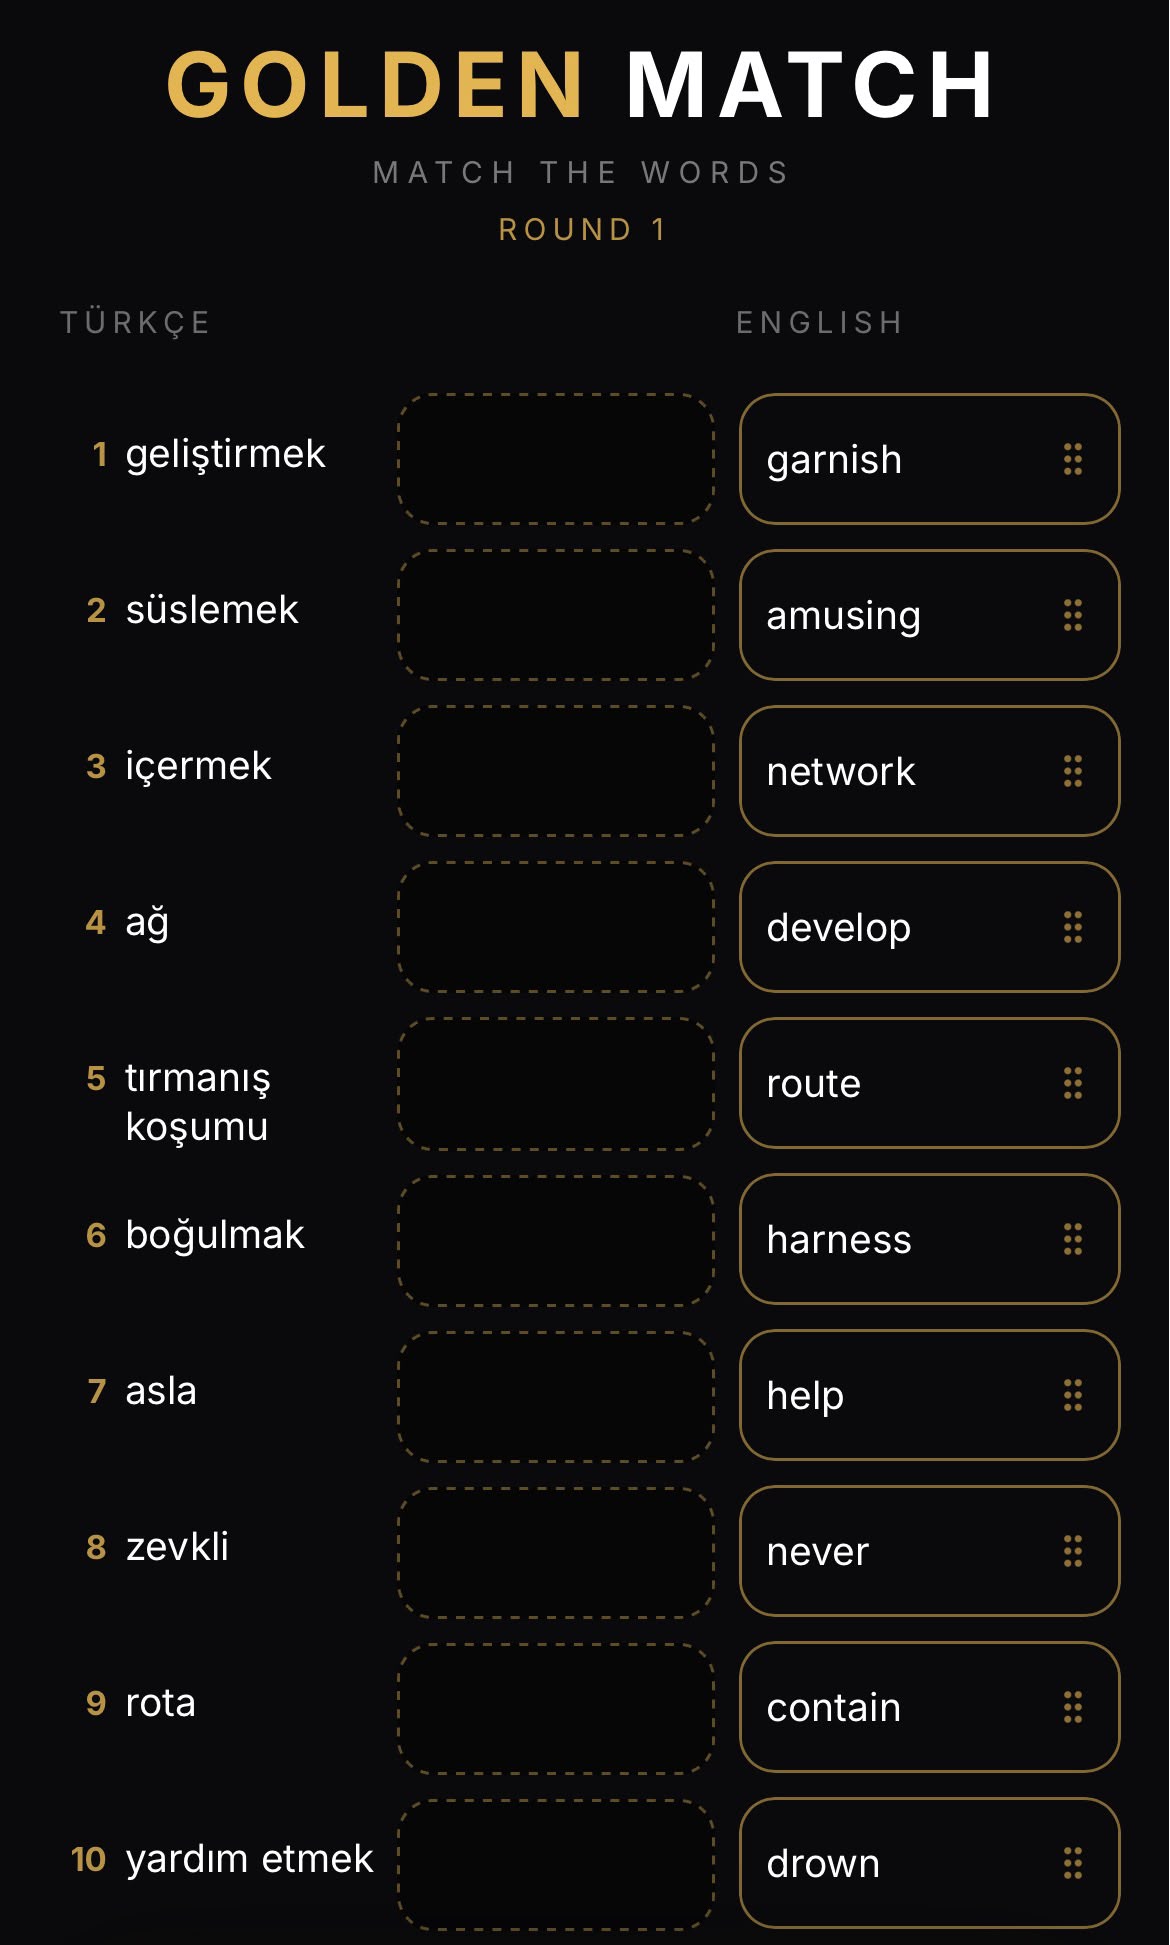 GOLDEN MATCH
MATCH THE WORDS
ROUND 1
TÜRKÇE ENGLISH
1 geliştirmek garnish
2 süslemek amusing
3 içermek network
4 ağ develop
5 tırmanış koşumu route
6 boğulmak harness
7 asla help
8 zevkli never
9 rota contain
10 yardım etmek drown